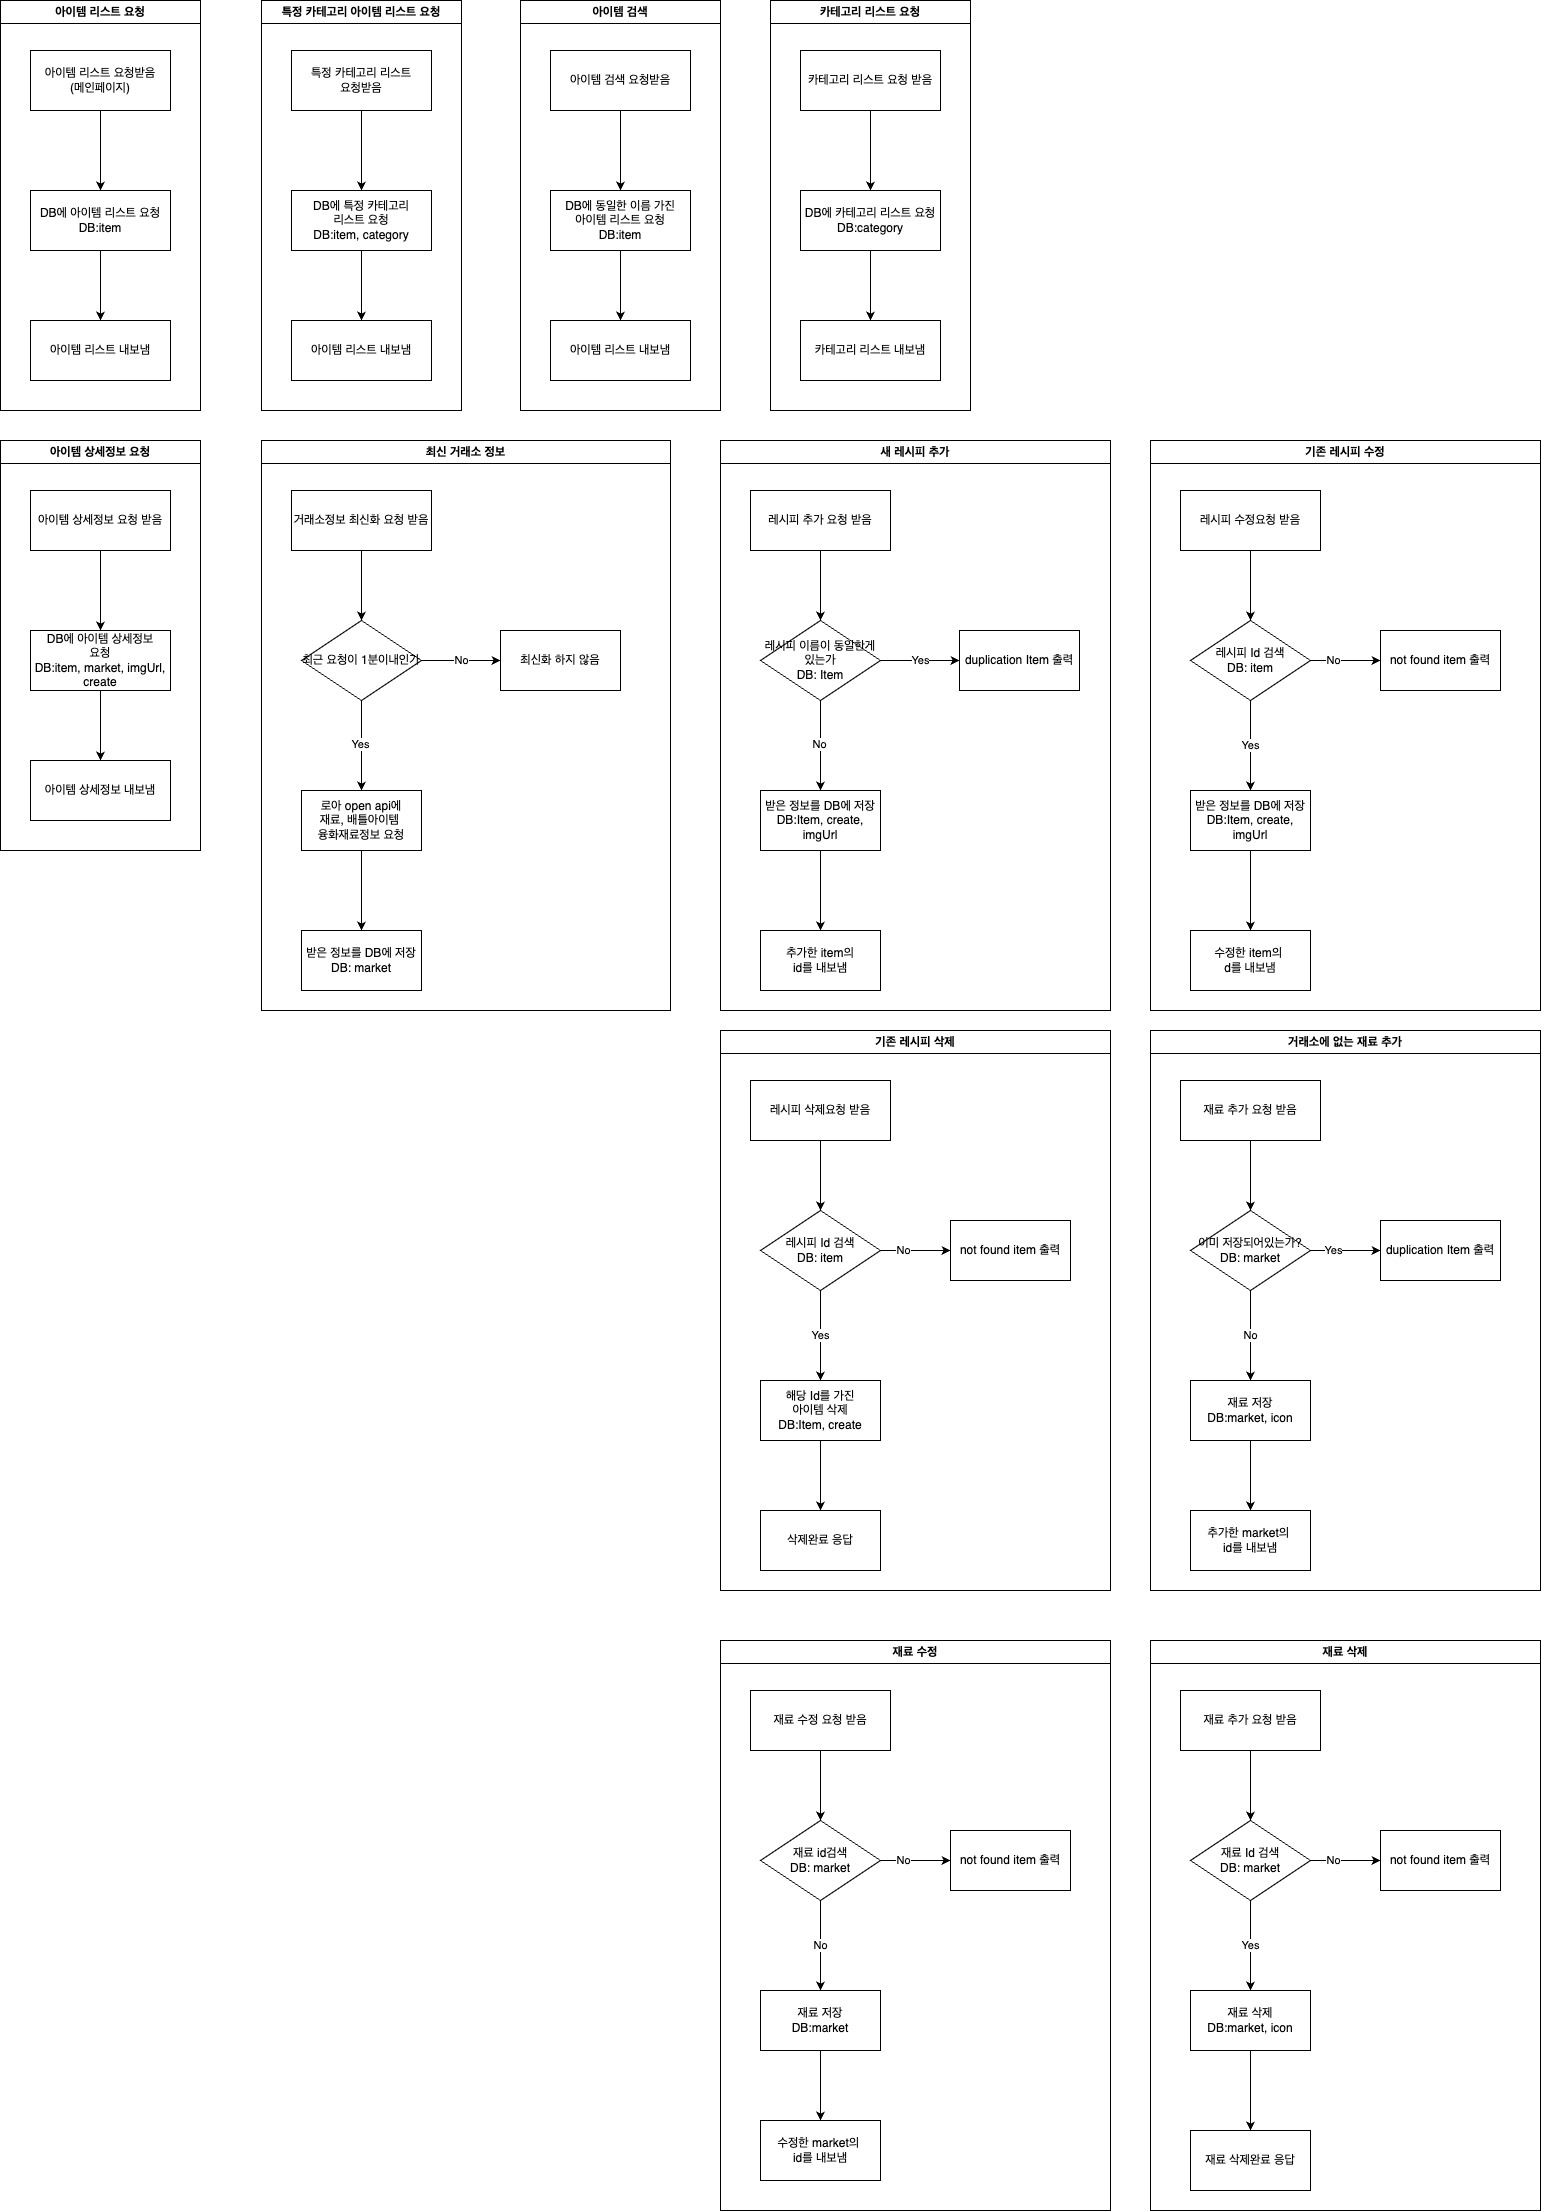 아이템 리스트 요청
아이템 리스트 요청받음
(메인페이지)
DB에 아이템 리스트 요청
DB:item
아이템 리스트 내보냄
특정 카테고리 아이템 리스트 요청
특정 카테고리 리스트
요청받음
DB에 특정 카테고리
리스트 요청
DB:item, category
아이템 리스트 내보냄
아이템 검색
아이템 검색 요청받음
DB에 동일한 이름 가진
아이템 리스트 요청
DB:item
아이템 리스트 내보냄
카테고리 리스트 요청
카테고리 리스트 요청 받음
DB에 카테고리 리스트 요청
DB:category
카테고리 리스트 내보냄
아이템 상세정보 요청
아이템 상세정보 요청 받음
DB에 아이템 상세정보
요청
DB:item, market, imgUrl,
create
아이템 상세정보 내보냄
최신 거래소 정보
거래소정보 최신화 요청 받음
최근 요청이 1분이내인가
No
최신화 하지 않음
Yes
로아 open api에
재료, 배틀아이템
융화재료정보 요청
받은 정보를 DB에 저장
DB: market
새 레시피 추가
레시피 추가 요청 받음
레시피 이름이 동일한게
있는가
DB: Item
Yes
duplication Item 출력
No
받은 정보를 DB에 저장
DB:Item, create,
imgUrl
추가한 item의
id를 내보냄
기존 레시피 수정
레시피 수정요청 받음
레시피 Id 검색
DB: item
No
not found item 출력
Yes
받은 정보를 DB에 저장
DB:Item, create,
imgUrl
수정한 item의
d를 내보냄
기존 레시피 삭제
레시피 삭제요청 받음
레시피 Id 검색
DB: item
No
not found item 출력
Yes
해당 Id를 가진
아이템 삭제
DB:Item, create
삭제완료 응답
거래소에 없는 재료 추가
재료 추가 요청 받음
이미 저장되어있는가?
DB: market
Yes
duplication Item 출력
No
재료 저장
DB:market, icon
추가한 market의
id를 내보냄
재료 수정
재료 수정 요청 받음
재료 id검색
DB: market
No
not found item 출력
No
재료 저장
DB:market
수정한 market의
id를 내보냄
재료 삭제
재료 추가 요청 받음
재료 Id 검색
DB: market
No
not found item 출력
Yes
재료 삭제
DB:market, icon
재료 삭제완료 응답